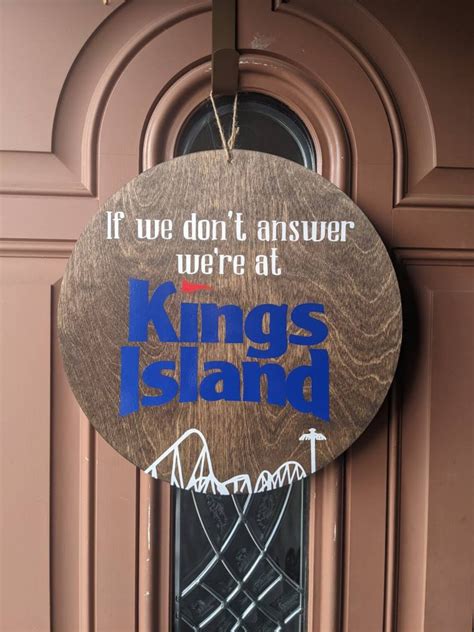 If we don't answer
we're at
Kings
Island